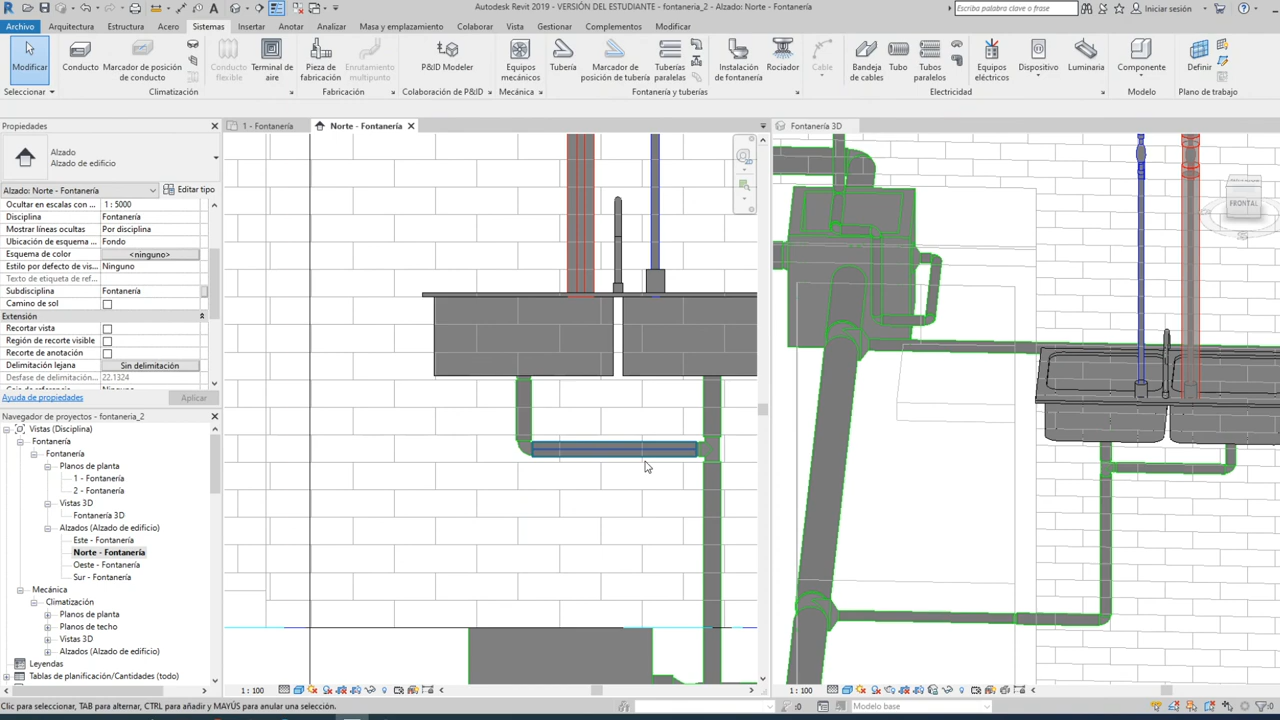 Autodesk Revit 2019 - VERSIÓN DEL ESTUDIANTE - fontaneria_2
Alzado: Norte - Fontanería
Escriba palabra clave o frase
Iniciar sesión
Archivo Arquitectura Estructura Acero Sistemas Insertar Anotar Analizar Masa y emplazamiento Colaborar Vista Gestionar Complementos Modificar
Modificar
Conducto
Marcador de posición de conducto
Conducto flexible
Terminal de aire
Pieza de fabricación
Enrutamiento multipunto
P&ID Modeler
Equipos mecánicos
Tubería
Marcador de posición de tubería
Tuberías paralelas
Instalación de fontanería
Rociador
Cable
Bandeja de cables
Tubo
Tubos paralelos
Equipos eléctricos
Dispositivo
Luminaria
Componente
Definir
Seleccionar
Climatización
Fabricación
Colaboración de P&ID
Mecánica
Fontanería y tuberías
Electricidad
Modelo
Plano de trabajo
Propiedades
1 - Fontanería
Norte - Fontanería
Fontanería 3D
Alzado
Alzado de edificio
Alzado: Norte - Fontanería
Editar tipo
Ocultar en escalas con ... 1 : 5000
Disciplina Fontanería
Mostrar líneas ocultas Por disciplina
Ubicación de esquema ... Fondo
Esquema de color <ninguno>
Estilo por defecto de vis... Ninguno
Texto de etiqueta de ref...
Subdisciplina Fontanería
Camino de sol
Extensión
Recortar vista
Región de recorte visible
Recorte de anotación
Delimitación lejana Sin delimitación
Desfase de delimitación... 22.1324
Ayuda de propiedades
Aplicar
Navegador de proyectos - fontaneria_2
Vistas (Disciplina)
Fontanería
Fontanería
Planos de planta
1 - Fontanería
2 - Fontanería
Vistas 3D
Fontanería 3D
Alzados (Alzado de edificio)
Este - Fontanería
Norte - Fontanería
Oeste - Fontanería
Sur - Fontanería
Mecánica
Climatización
Planos de planta
Planos de techo
Vistas 3D
Alzados (Alzado de edificio)
Leyendas
Tablas de planificación/Cantidades (todo)
FRONTAL
1 : 100
1 : 100
Clic para seleccionar, TAB para alternar, CTRL para añadir y MAYÚS para anular una selección.
:0
Modelo base
:0